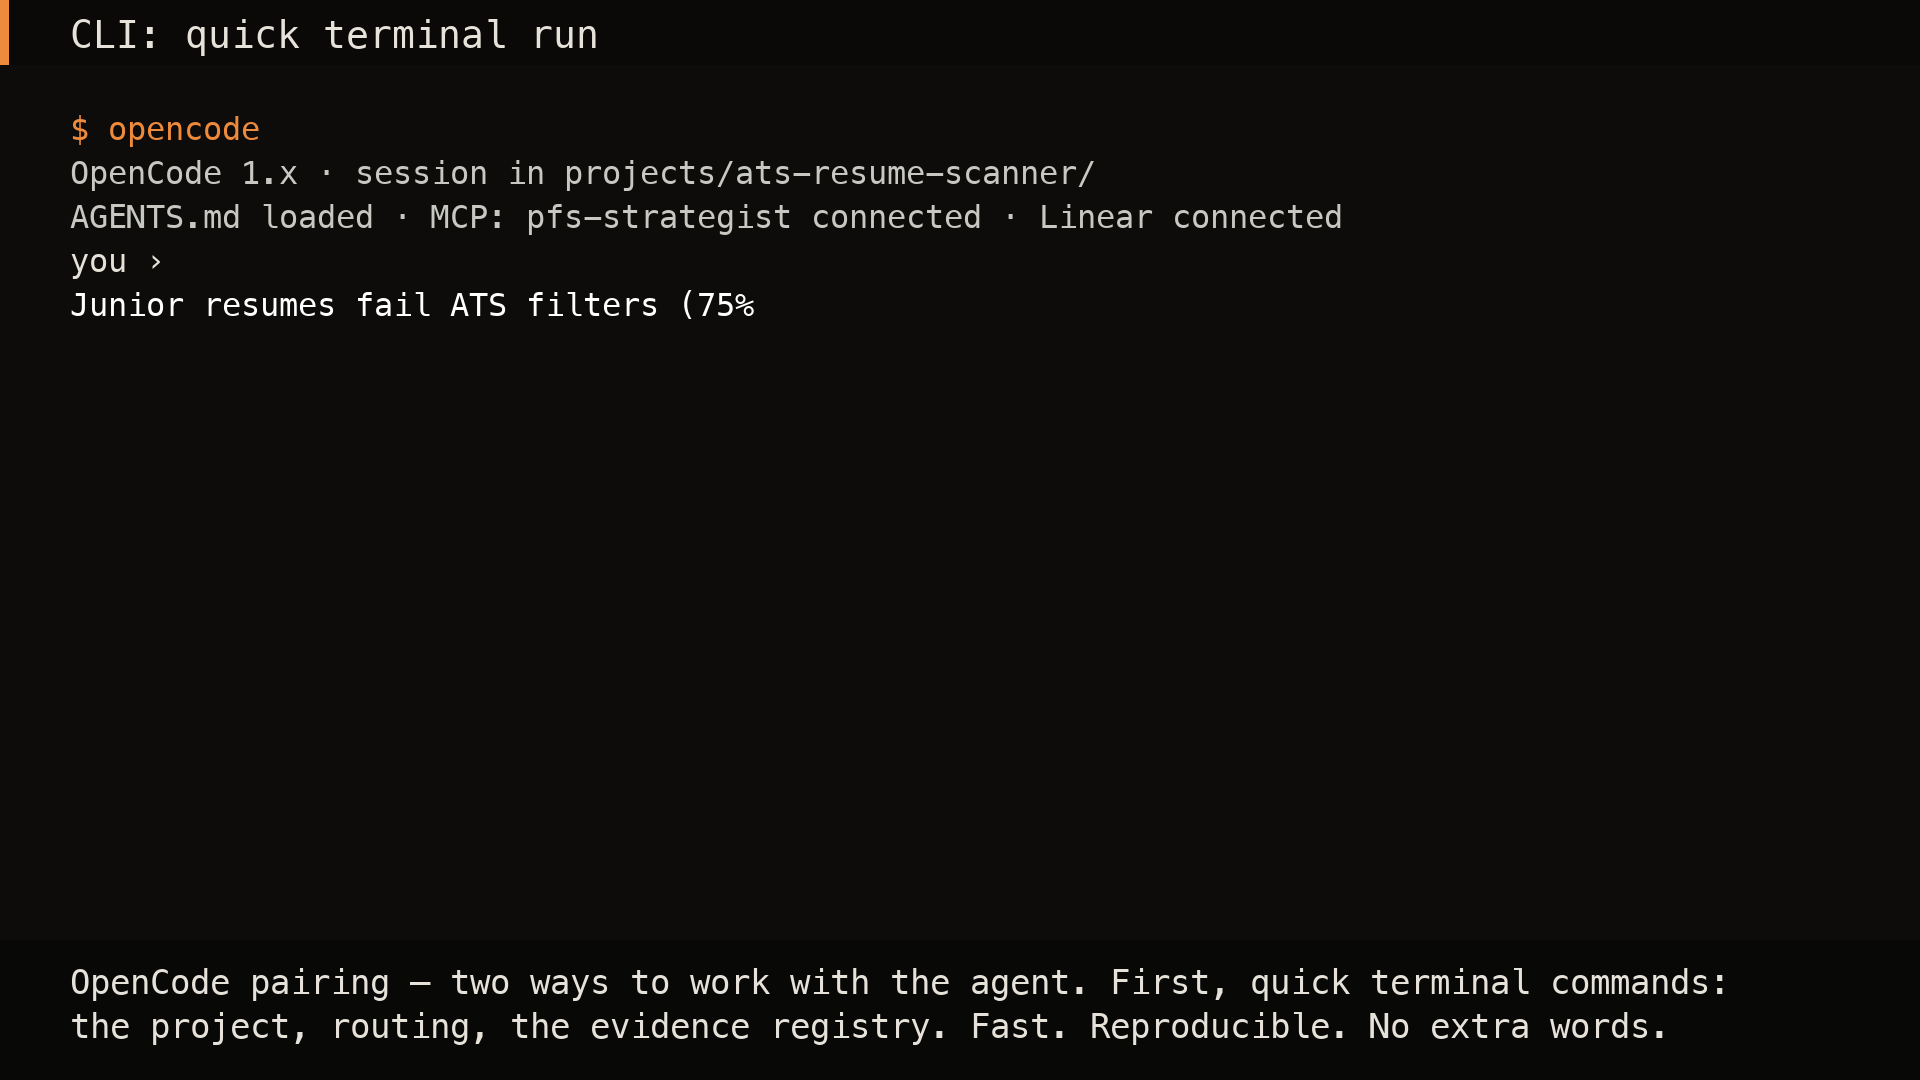 CLI: quick terminal run
$ opencode
OpenCode 1.x · session in projects/ats-resume-scanner/
AGENTS.md loaded · MCP: pfs-strategist connected · Linear connected
you ›
Junior resumes fail ATS filters (75%
OpenCode pairing — two ways to work with the agent. First, quick terminal commands:
the project, routing, the evidence registry. Fast. Reproducible. No extra words.